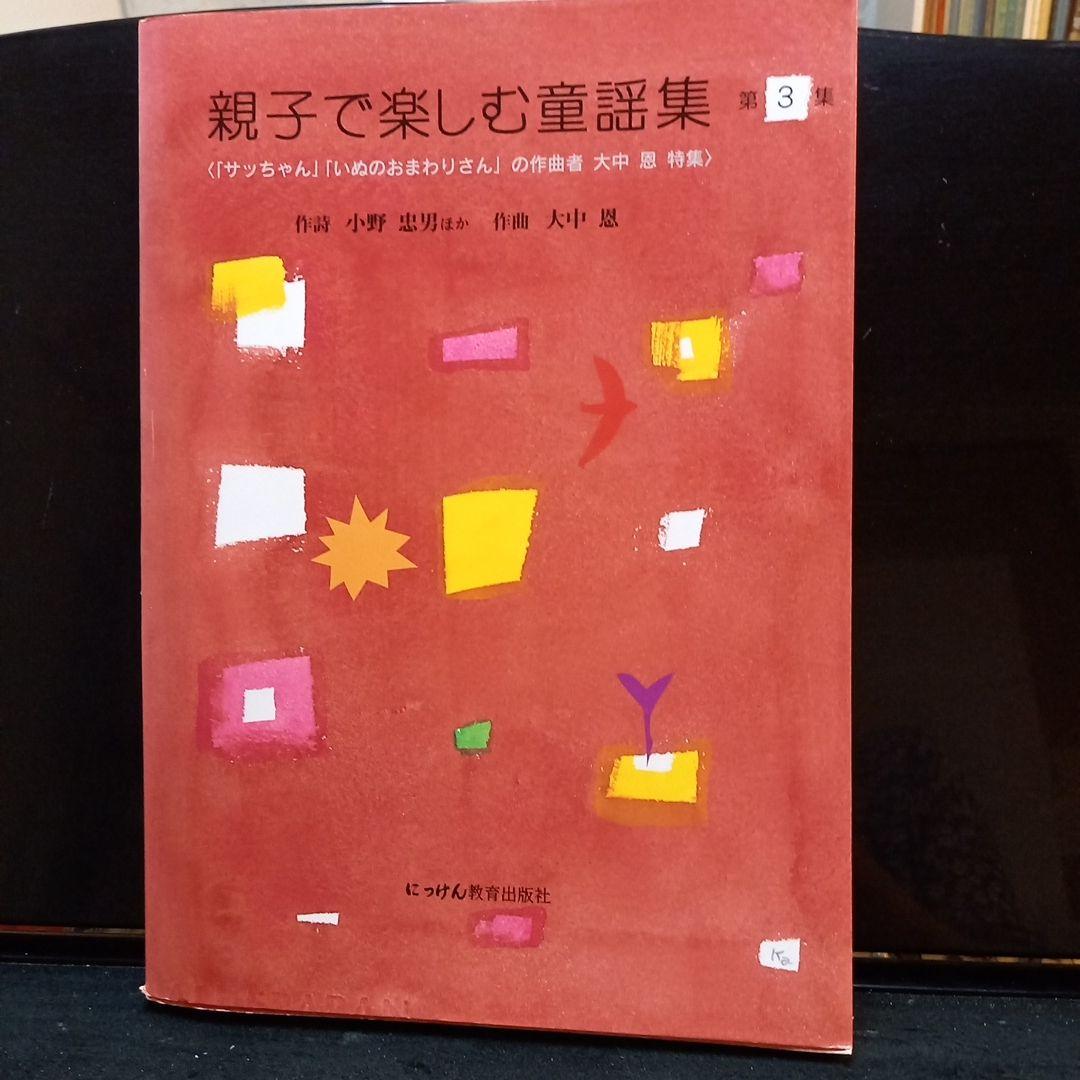 親子で楽しむ童謡集 第3集
〈「サッちゃん」「いぬのおまわりさん」の作曲者 大中 恩 特集〉
作詩 小野 忠男ほか 作曲 大中 恩
にっけん教育出版社
Ka